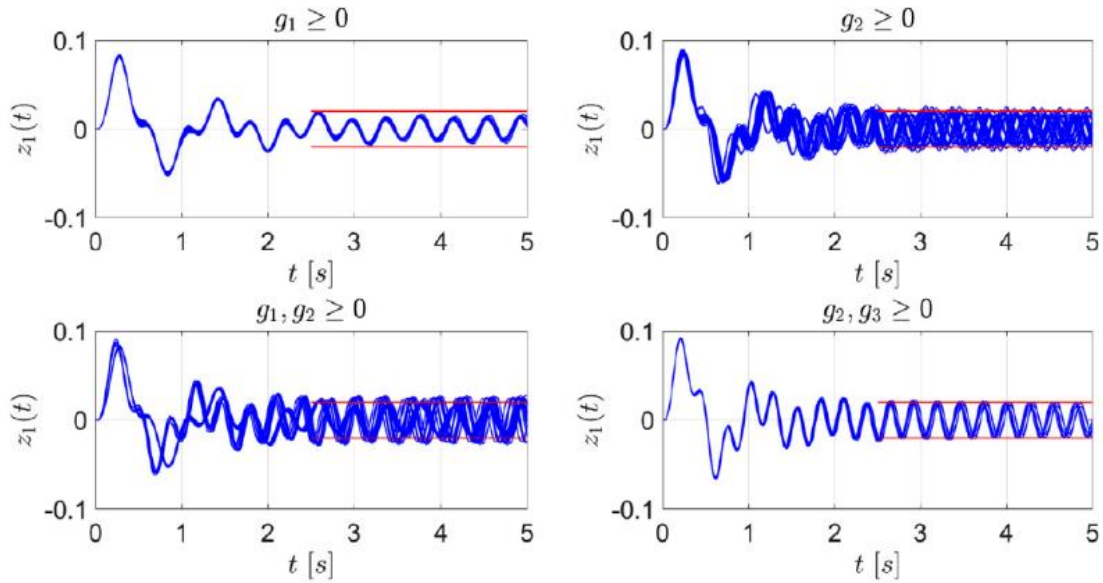 g₁ ≥ 0
0.1
0
-0.1
z₁(t)
0 1 2 3 4 5
t [s]
g₂ ≥ 0
0.1
0
-0.1
z₁(t)
0 1 2 3 4 5
t [s]
g₁, g₂ ≥ 0
0.1
0
-0.1
z₁(t)
0 1 2 3 4 5
t [s]
g₂, g₃ ≥ 0
0.1
0
-0.1
z₁(t)
0 1 2 3 4 5
t [s]